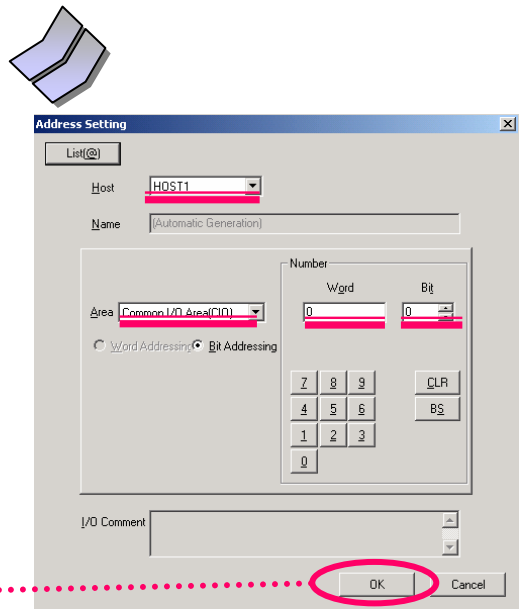 Address Setting
List(@)
Host HOST1
Name (Automatic Generation)
Number
Word Bit
Area Common I/O Area(CIO) 0 0
Word Addressing Bit Addressing
7 8 9 CLR
4 5 6 BS
1 2 3
0
I/O Comment
OK Cancel